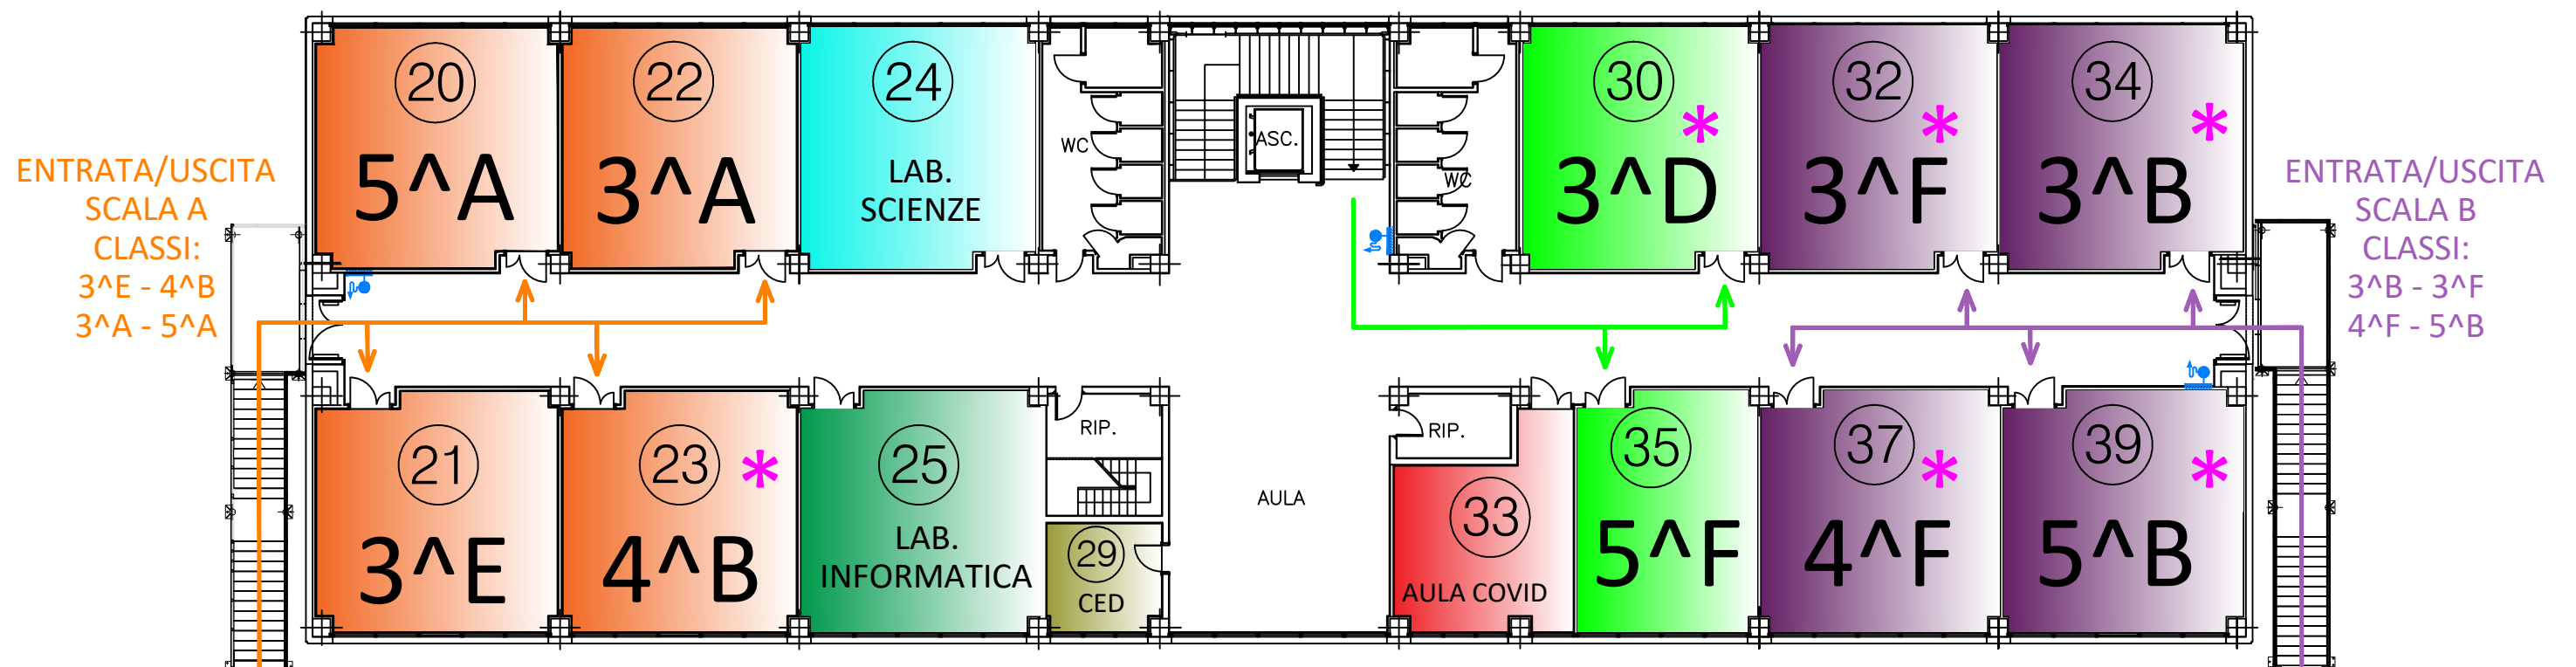 ENTRATA/USCITA
SCALA A
CLASSI:
3^E - 4^B
3^A - 5^A
20
5^A
22
3^A
24
LAB.
SCIENZE
WC
ASC.
WC
30
*
3^D
32
*
3^F
34
*
3^B
ENTRATA/USCITA
SCALA B
CLASSI:
3^B - 3^F
4^F - 5^B
21
3^E
23
*
4^B
25
LAB.
INFORMATICA
RIP.
29
CED
AULA
RIP.
33
AULA COVID
35
5^F
37
*
4^F
39
*
5^B